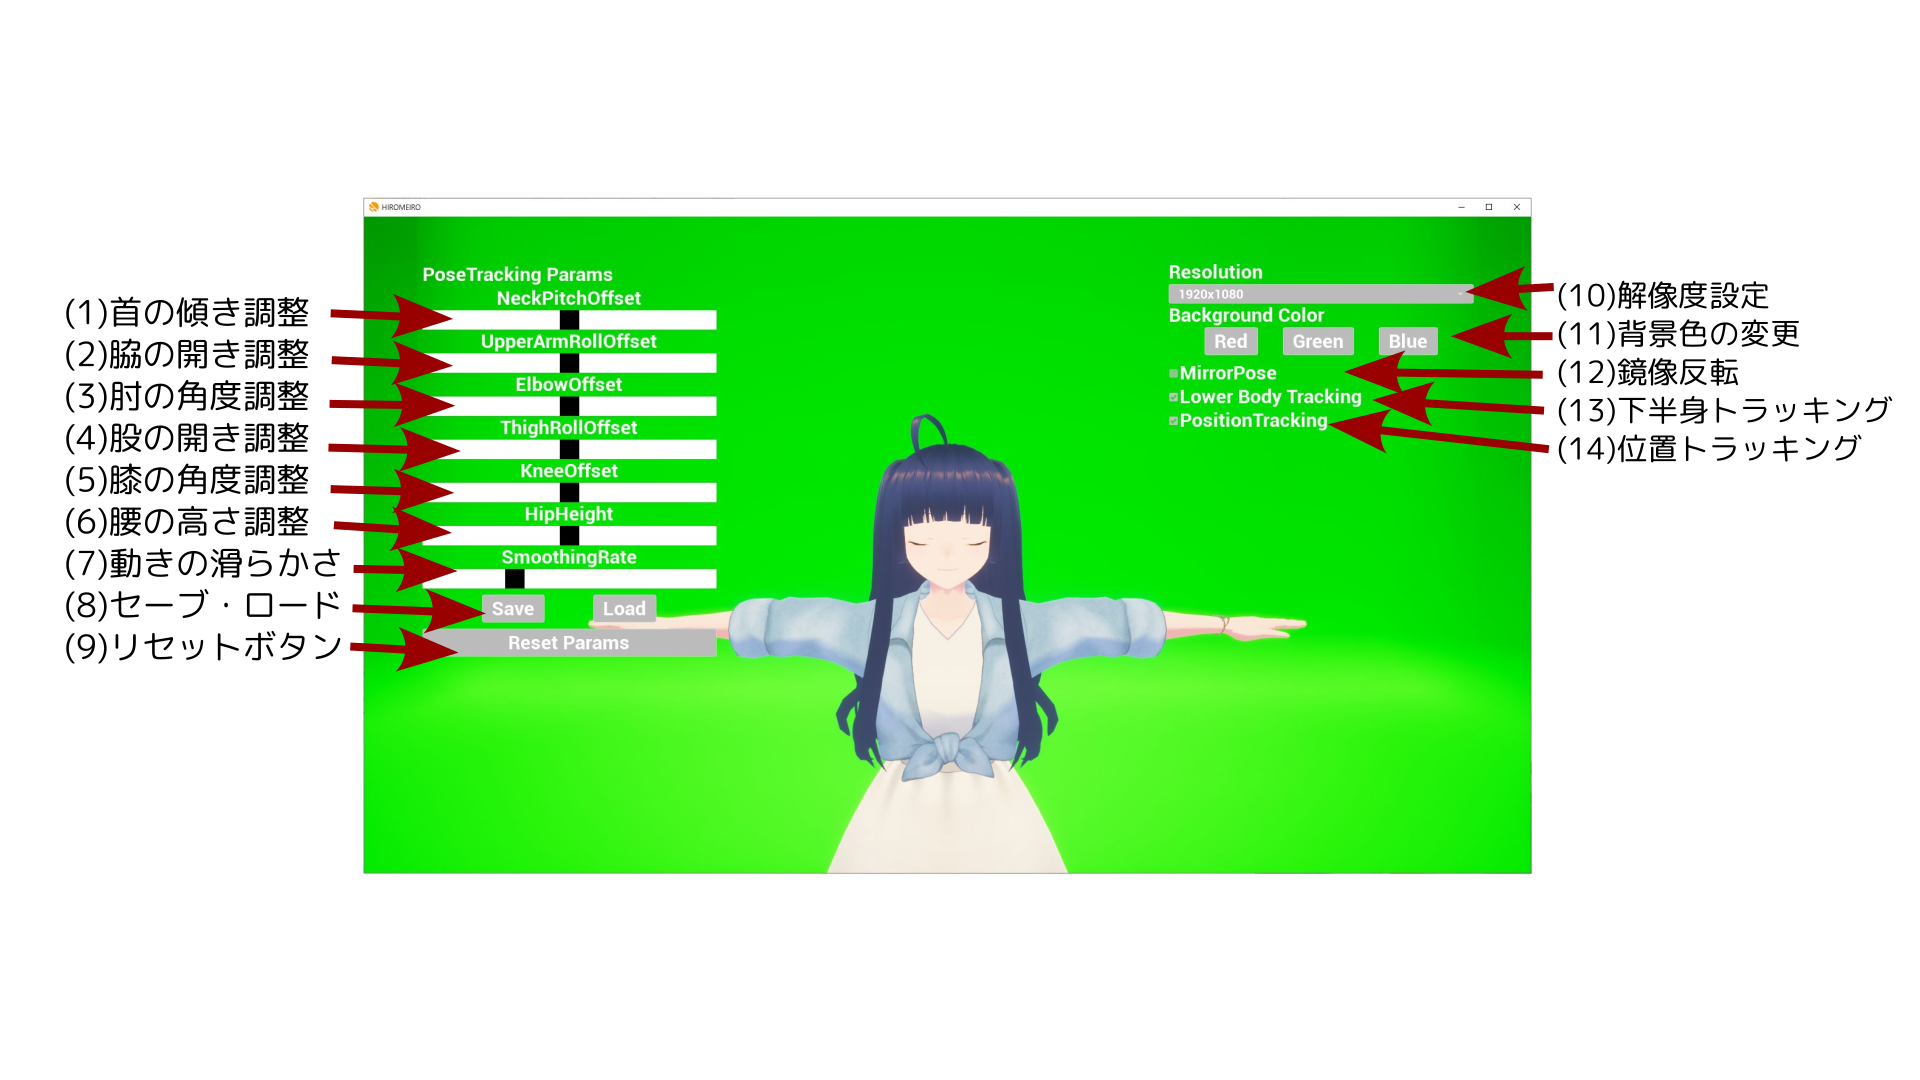 HIROMEIRO
(1)首の傾き調整
(2)脇の開き調整
(3)肘の角度調整
(4)股の開き調整
(5)膝の角度調整
(6)腰の高さ調整
(7)動きの滑らかさ
(8)セーブ・ロード
(9)リセットボタン
PoseTracking Params
NeckPitchOffset
UpperArmRollOffset
ElbowOffset
ThighRollOffset
KneeOffset
HipHeight
SmoothingRate
Save Load
Reset Params
Resolution
1920x1080
Background Color
Red Green Blue
MirrorPose
Lower Body Tracking
PositionTracking
(10)解像度設定
(11)背景色の変更
(12)鏡像反転
(13)下半身トラッキング
(14)位置トラッキング